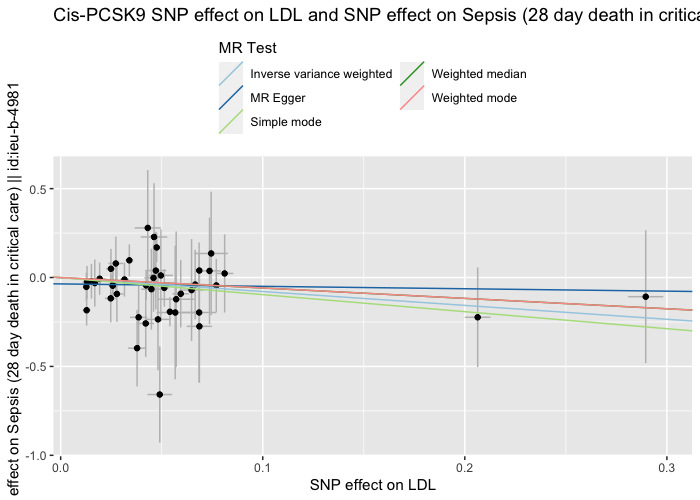 Cis-PCSK9 SNP effect on LDL and SNP effect on Sepsis (28 day death in critica
MR Test
Inverse variance weighted
Weighted median
MR Egger
Weighted mode
Simple mode
effect on Sepsis (28 day death in critical care) || id:ieu-b-4981
0.5
0.0
-0.5
-1.0
0.0
0.1
0.2
0.3
SNP effect on LDL